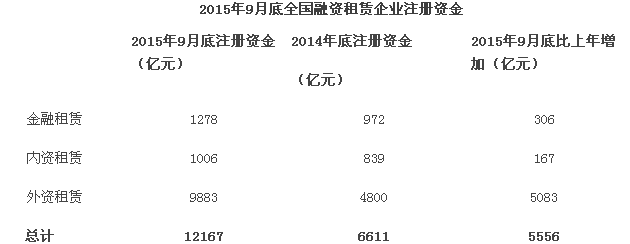 2015年9月底全国融资租赁企业注册资金
2015年9月底注册资金 2014年底注册资金 2015年9月底比上年增
（亿元） （亿元） 加（亿元）
金融租赁 1278 972 306
内资租赁 1006 839 167
外资租赁 9883 4800 5083
总计 12167 6611 5556